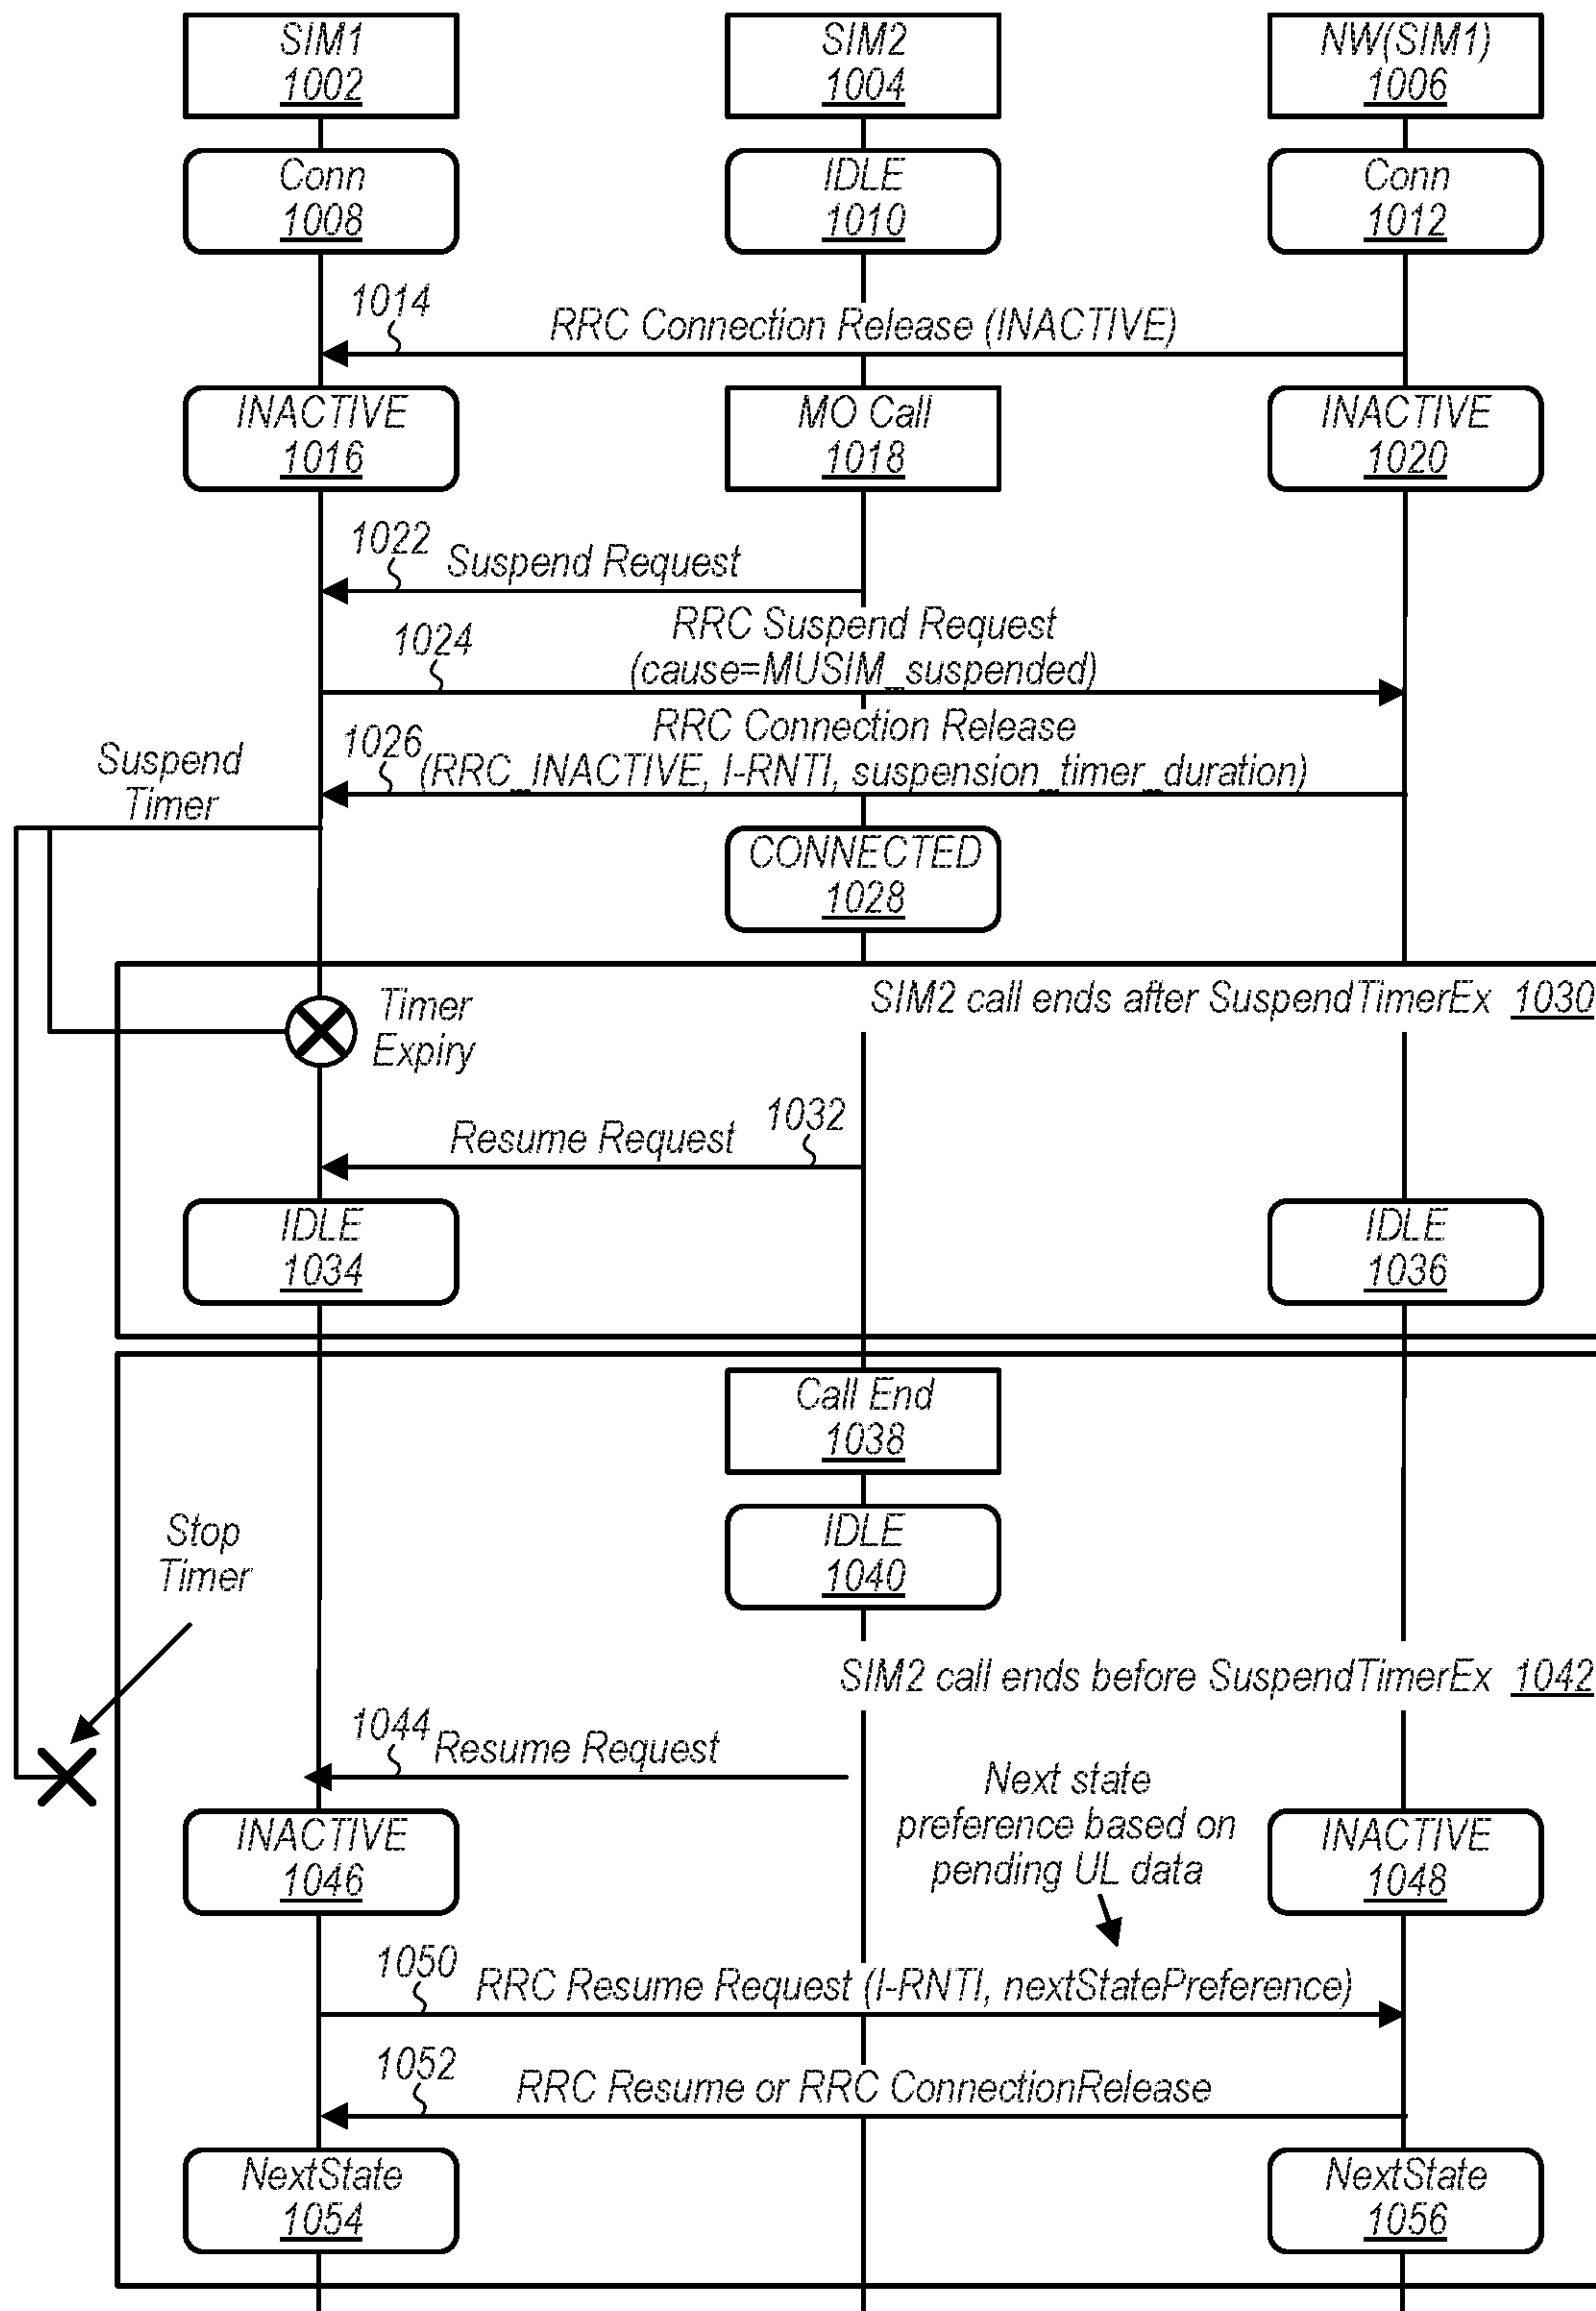 SIM1
1002
SIM2
1004
NW(SIM1)
1006
Conn
1008
IDLE
1010
Conn
1012
1014
RRC Connection Release (INACTIVE)
INACTIVE
1016
MO Call
1018
INACTIVE
1020
1022
Suspend Request
1024
RRC Suspend Request
(cause=MUSIM_suspended)
1026
RRC Connection Release
(RRC_INACTIVE, I-RNTI, suspension_timer_duration)
Suspend
Timer
CONNECTED
1028
SIM2 call ends after SuspendTimerEx 1030
Timer
Expiry
1032
Resume Request
IDLE
1034
IDLE
1036
Call End
1038
IDLE
1040
Stop
Timer
SIM2 call ends before SuspendTimerEx 1042
1044
Resume Request
Next state
preference based on
pending UL data
INACTIVE
1046
INACTIVE
1048
1050
RRC Resume Request (I-RNTI, nextStatePreference)
1052
RRC Resume or RRC ConnectionRelease
NextState
1054
NextState
1056